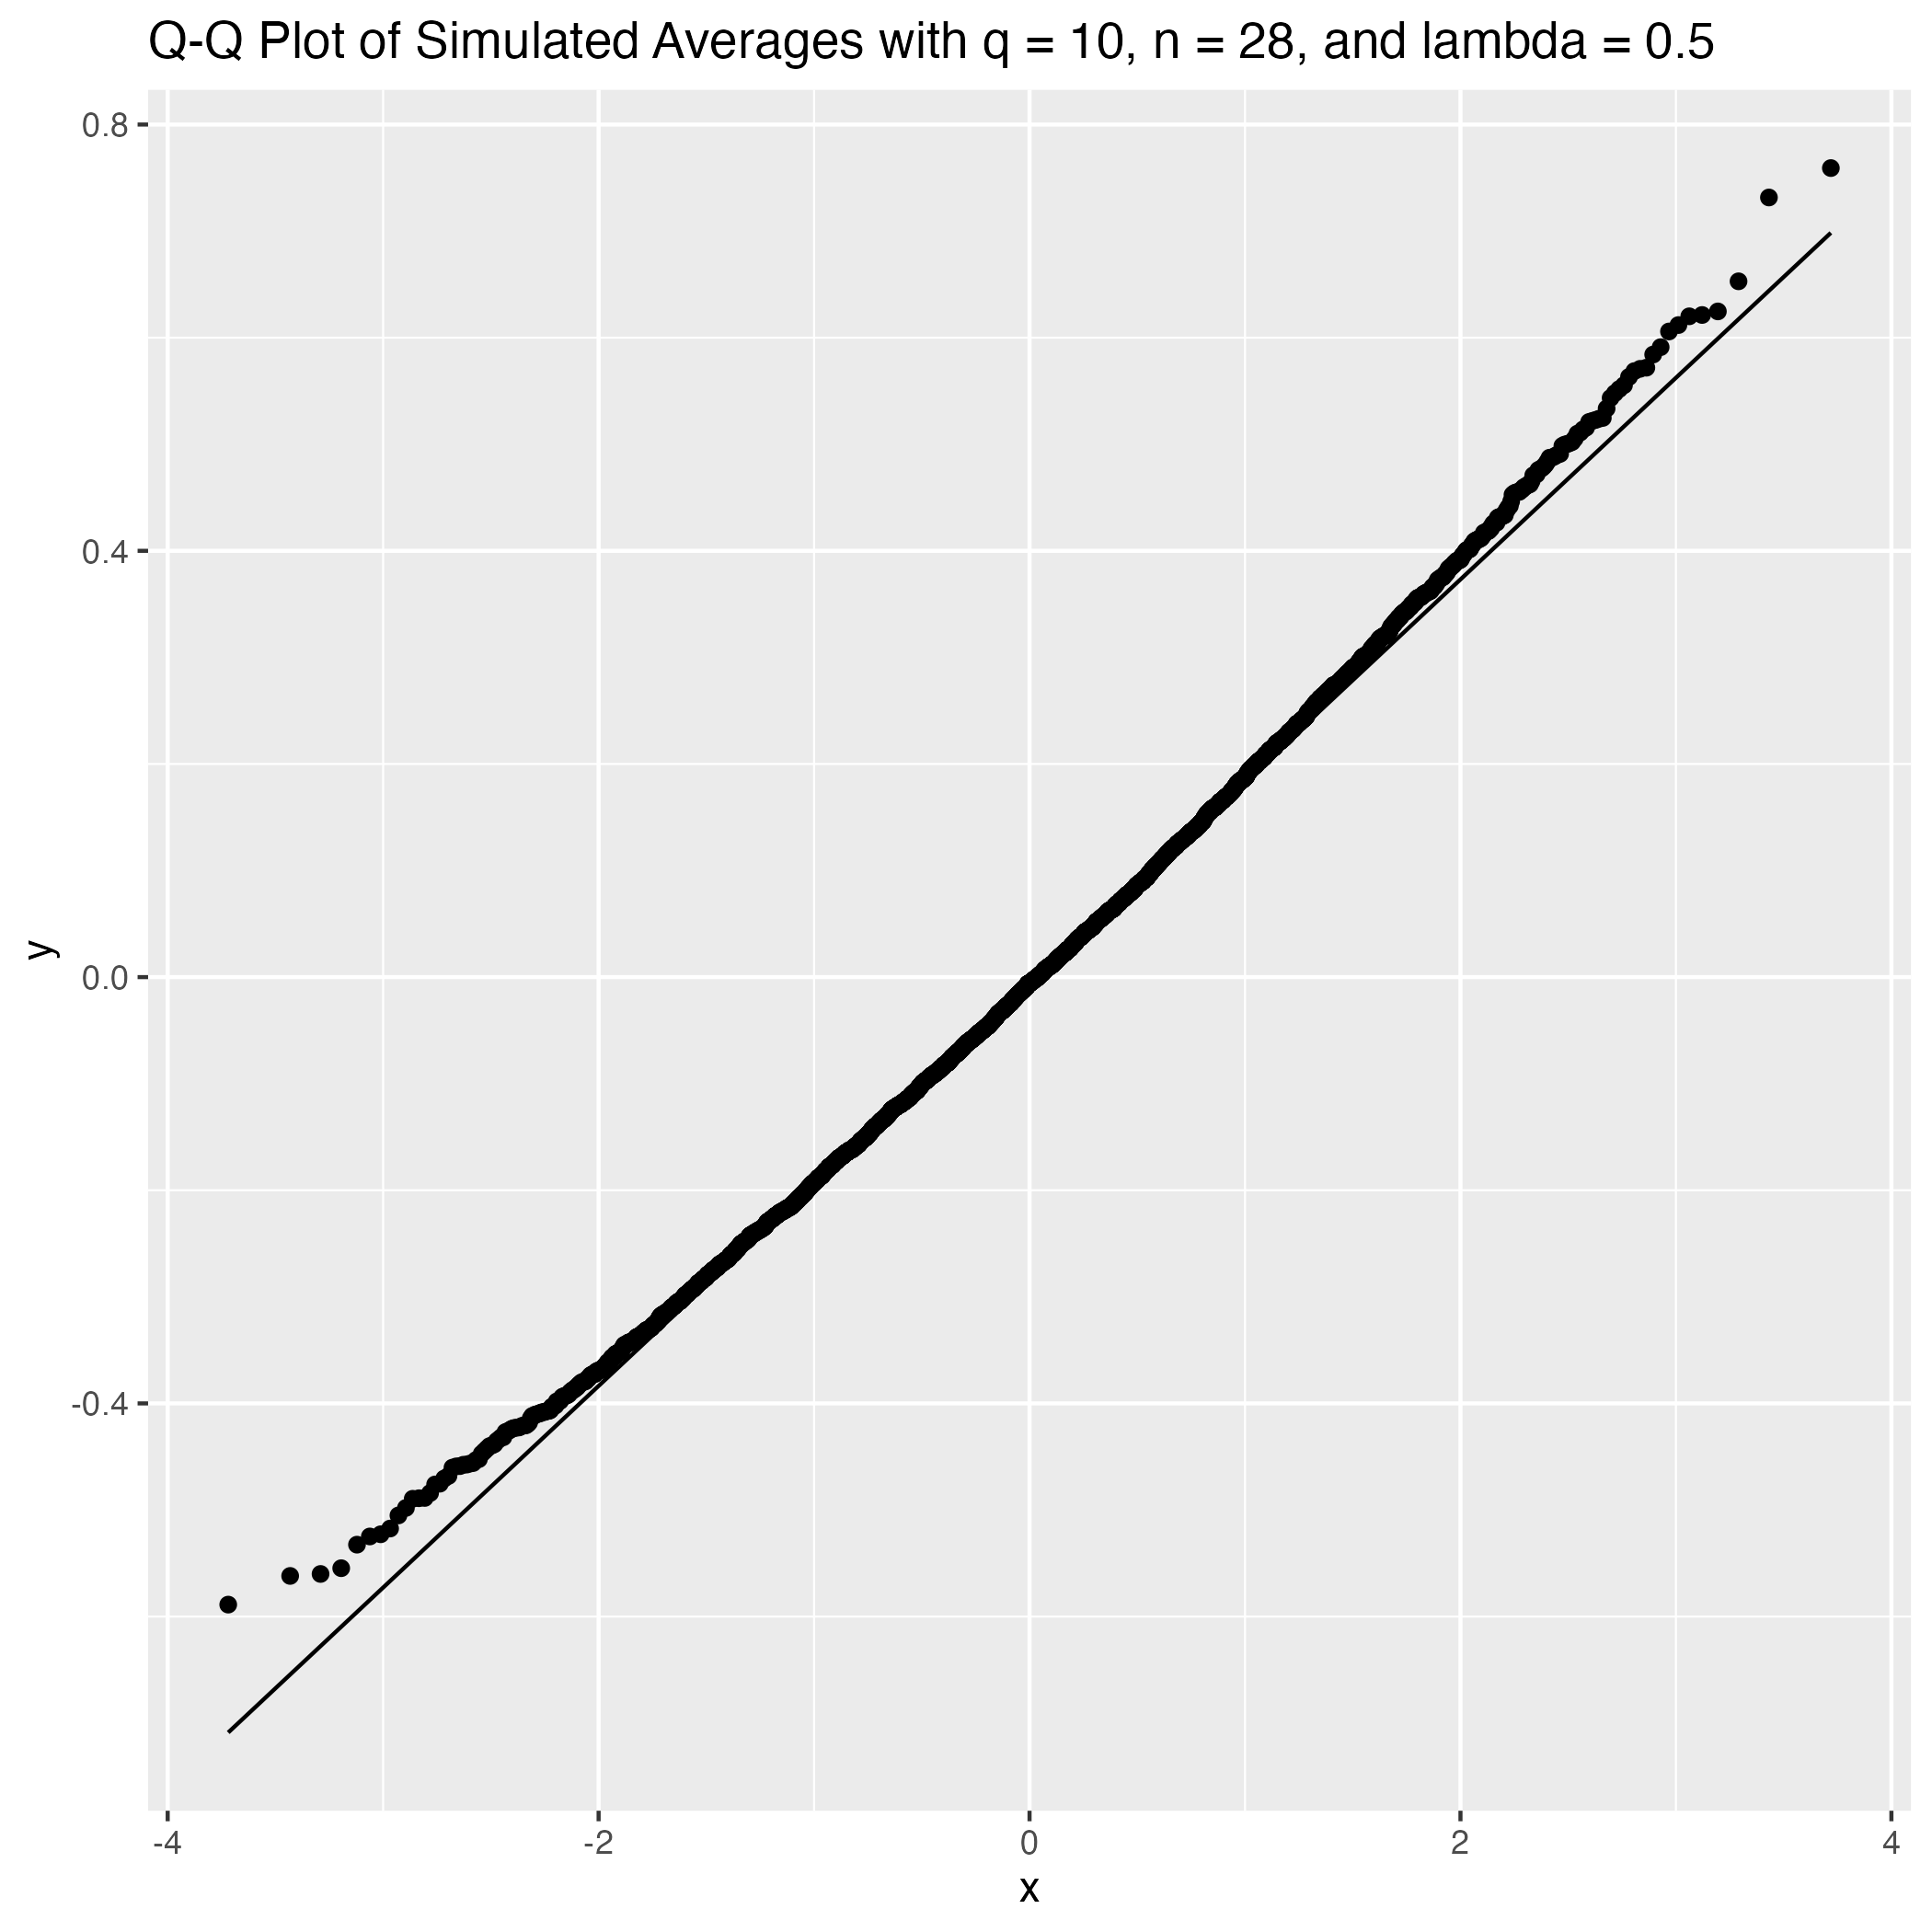 Q-Q Plot of Simulated Averages with q = 10, n = 28, and lambda = 0.5
0.8
0.4
0.0
-0.4
y
-4 -2 0 2 4
x